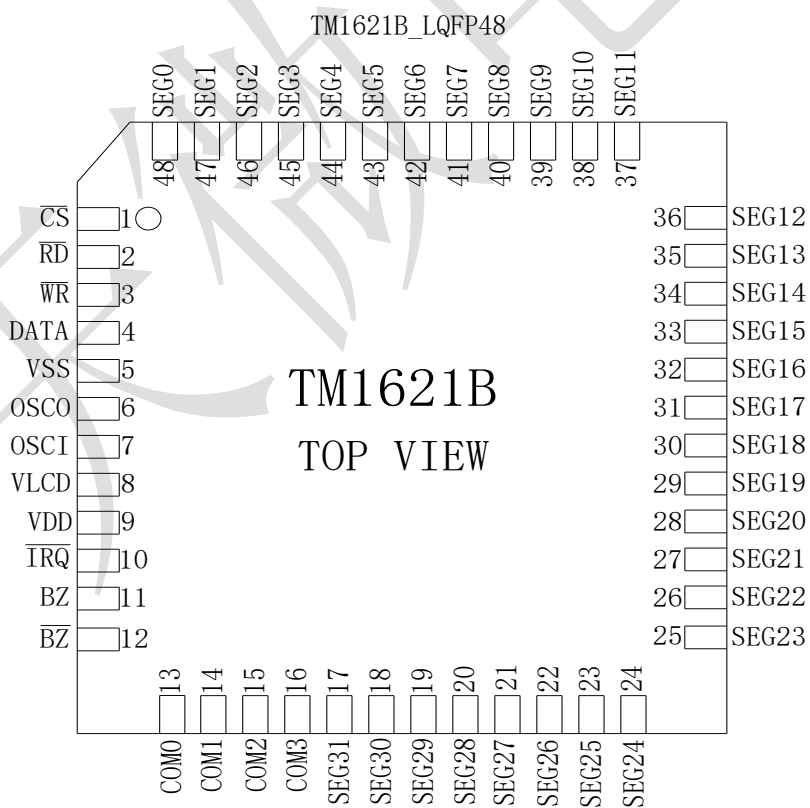 TM1621B_LQFP48
SEG0 SEG1 SEG2 SEG3 SEG4 SEG5 SEG6 SEG7 SEG8 SEG9 SEG10 SEG11
48 47 46 45 44 43 42 41 40 39 38 37
C̅S̅ 1 36 SEG12
R̅D̅ 2 35 SEG13
W̅R̅ 3 34 SEG14
DATA 4 33 SEG15
VSS 5 32 SEG16
OSCO 6 31 SEG17
OSCI 7 30 SEG18
VLCD 8 29 SEG19
VDD 9 28 SEG20
I̅R̅Q̅ 10 27 SEG21
BZ 11 26 SEG22
B̅Z̅ 12 25 SEG23
TM1621B
TOP VIEW
13 14 15 16 17 18 19 20 21 22 23 24
COM0 COM1 COM2 COM3 SEG31 SEG30 SEG29 SEG28 SEG27 SEG26 SEG25 SEG24